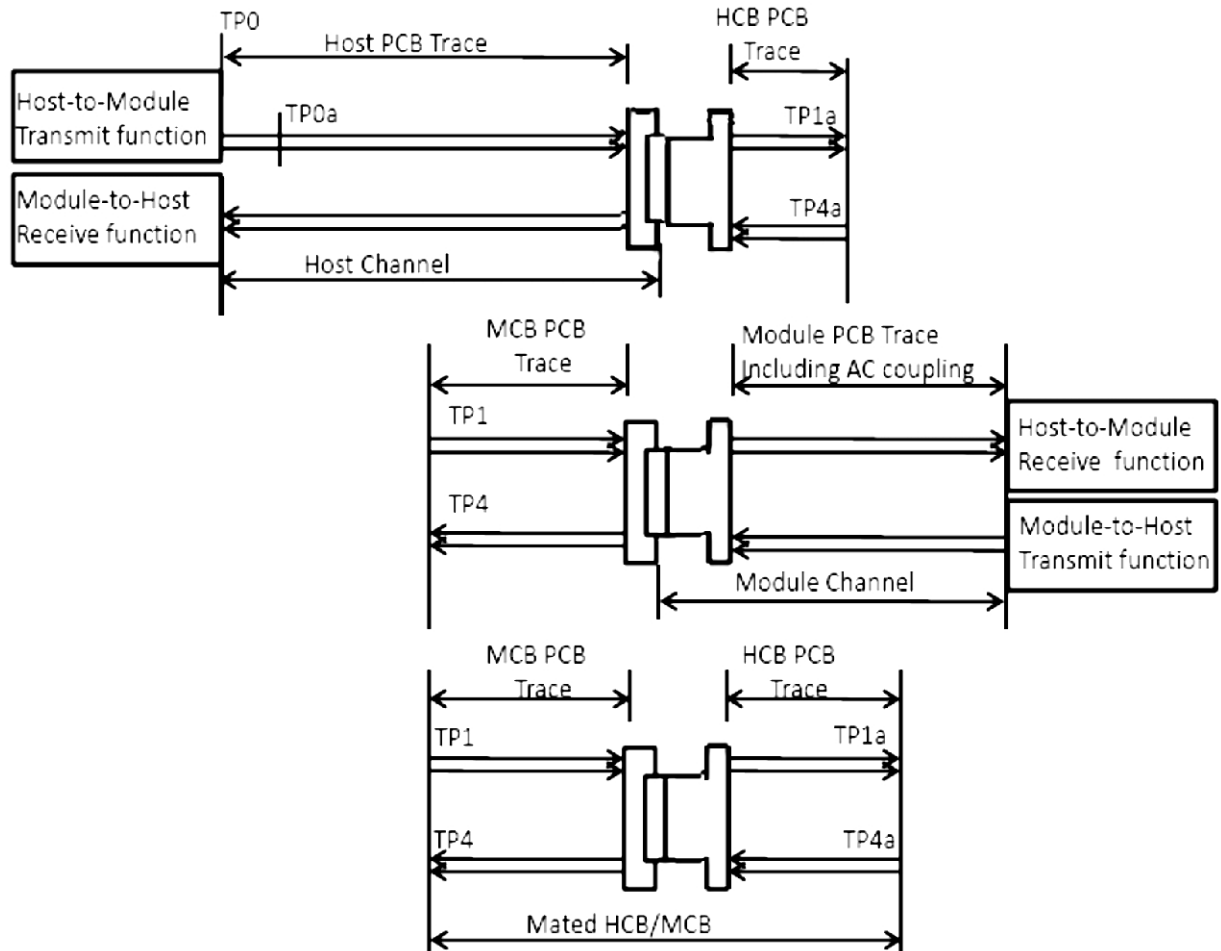 TP0
Host PCB Trace
HCB PCB
Trace
Host-to-Module
Transmit function
TP0a
TP1a
Module-to-Host
Receive function
TP4a
Host Channel
MCB PCB
Trace
Module PCB Trace
Including AC coupling
TP1
Host-to-Module
Receive function
TP4
Module-to-Host
Transmit function
Module Channel
MCB PCB
Trace
HCB PCB
Trace
TP1
TP1a
TP4
TP4a
Mated HCB/MCB